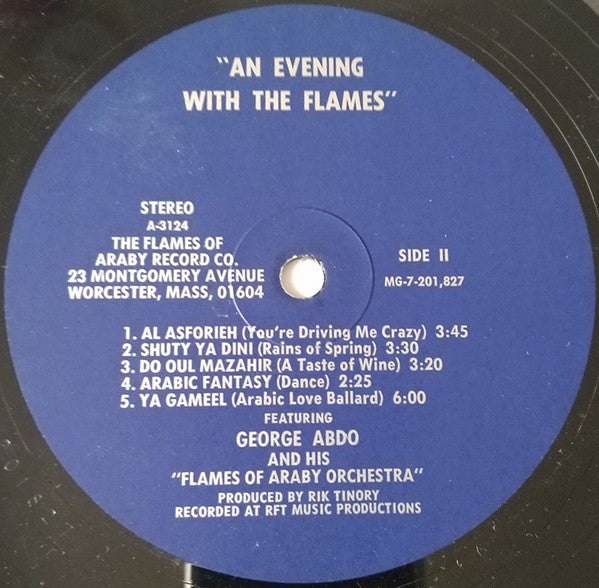 "AN EVENING
WITH THE FLAMES"
STEREO
A-3124
THE FLAMES OF
ARABY RECORD CO.
23 MONTGOMERY AVENUE
WORCESTER, MASS, 01604
SIDE II
MG-7-201,827
1. AL ASFORIEH (You're Driving Me Crazy) 3:45
2. SHUTY YA DINI (Rains of Spring) 3:30
3. DO OUL MAZAHIR (A Taste of Wine) 3:20
4. ARABIC FANTASY (Dance) 2:25
5. YA GAMEEL (Arabic Love Ballard) 6:00
FEATURING
GEORGE ABDO
AND HIS
"FLAMES OF ARABY ORCHESTRA"
PRODUCED BY RIK TINORY
RECORDED AT RFT MUSIC PRODUCTIONS